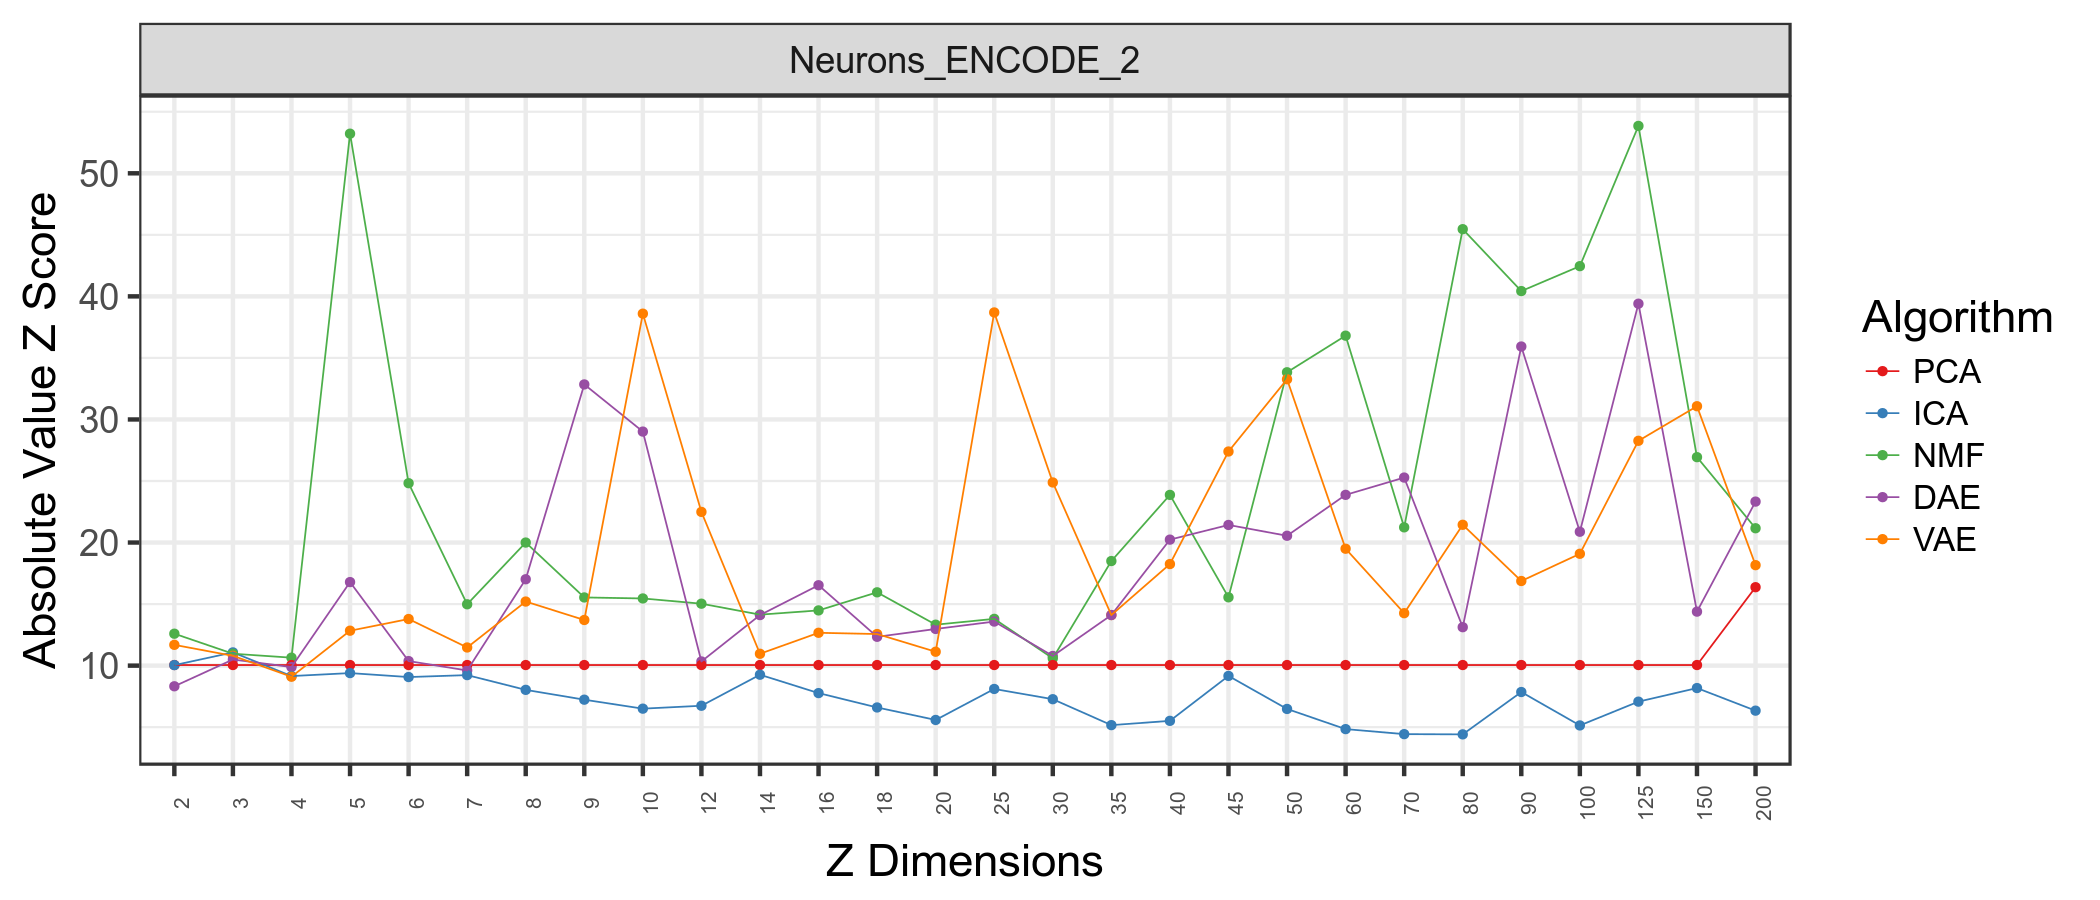 Neurons_ENCODE_2
Absolute Value Z Score
50
40
30
20
10
2 3 4 5 6 7 8 9 10 12 14 16 18 20 25 30 35 40 45 50 60 70 80 90 100 125 150 200
Z Dimensions
Algorithm
PCA
ICA
NMF
DAE
VAE